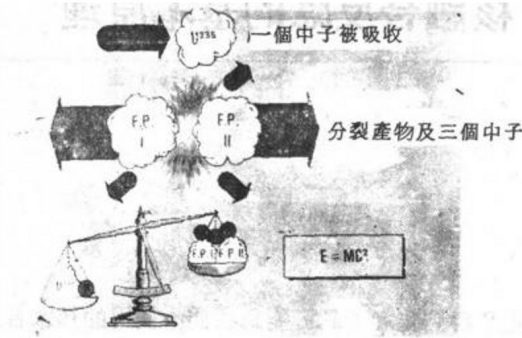 U²³⁵
一個中子被吸收
F.P. I
F.P. II
分裂產物及三個中子
F.P. I F.P. II
E = MC²